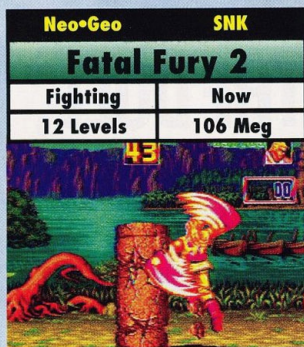 Neo•Geo SNK
Fatal Fury 2
Fighting Now
12 Levels 106 Meg
43
00